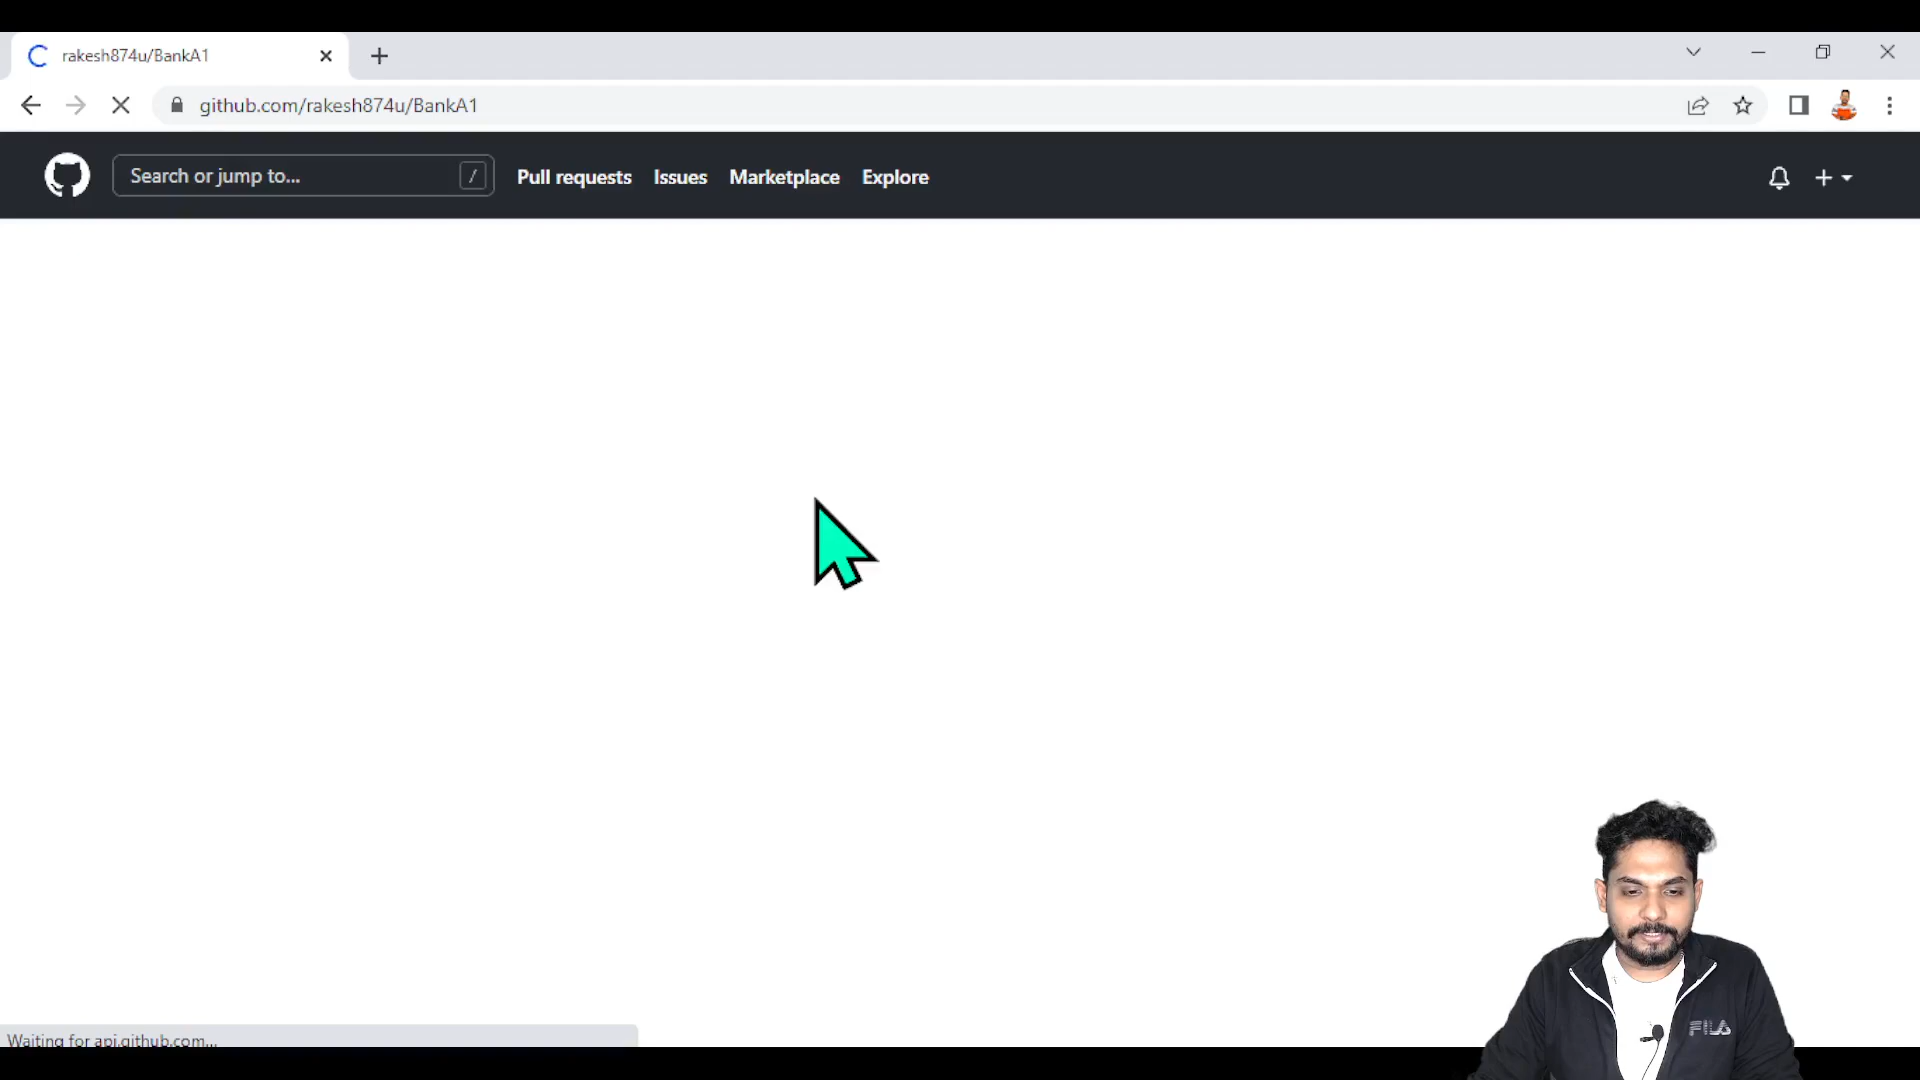 rakesh874u/BankA1
github.com/rakesh874u/BankA1
Search or jump to... /
Pull requests Issues Marketplace Explore
FILA
Waiting for api.github.com...